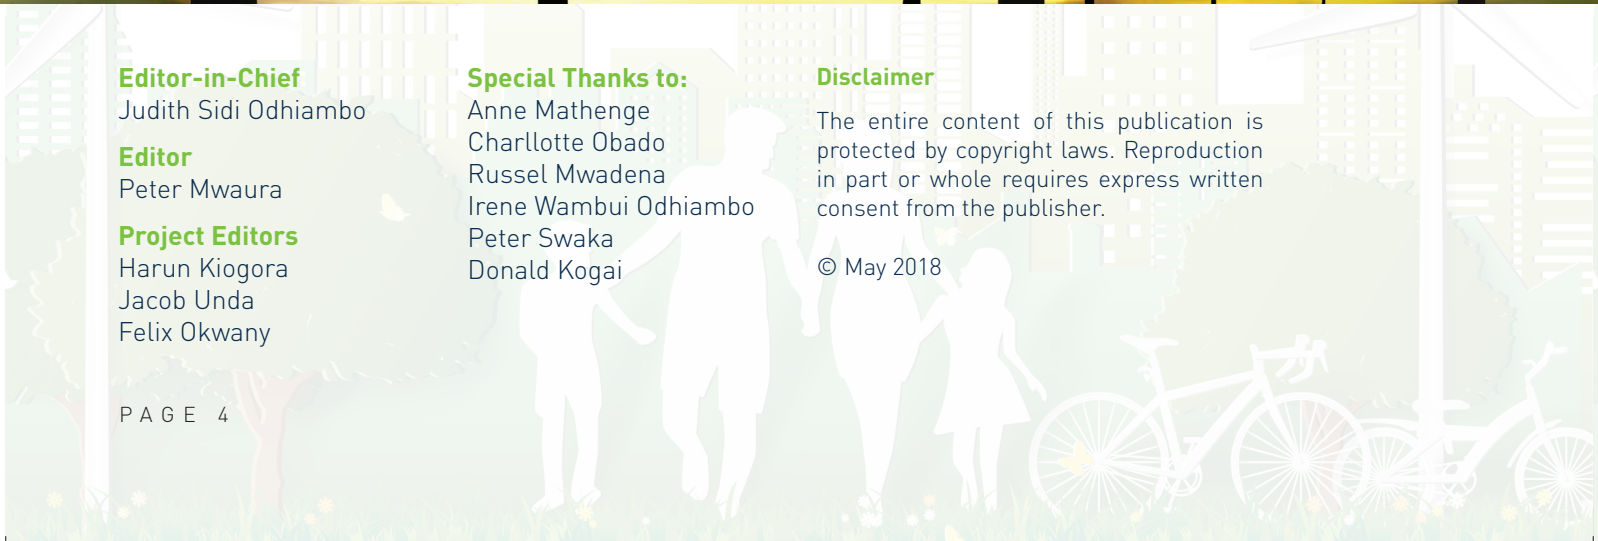 Editor-in-Chief
Judith Sidi Odhiambo
Editor
Peter Mwaura
Project Editors
Harun Kiogora
Jacob Unda
Felix Okwany
PAGE 4
Special Thanks to:
Anne Mathenge
Charllotte Obado
Russel Mwadena
Irene Wambui Odhiambo
Peter Swaka
Donald Kogai
Disclaimer
The entire content of this publication is
protected by copyright laws. Reproduction
in part or whole requires express written
consent from the publisher.
© May 2018